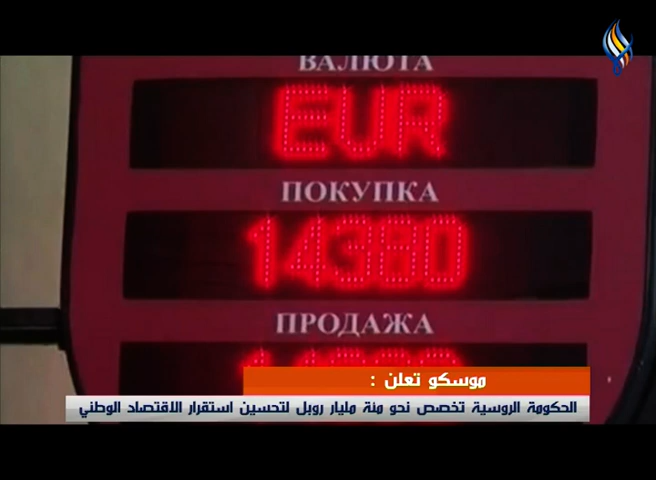 ВАЛЮТА
EUR
ПОКУПКА
14380
ПРОДАЖА
موسكو تعلن :
الحكومة الروسية تخصص نحو مئة مليار روبل لتحسين استقرار الاقتصاد الوطني